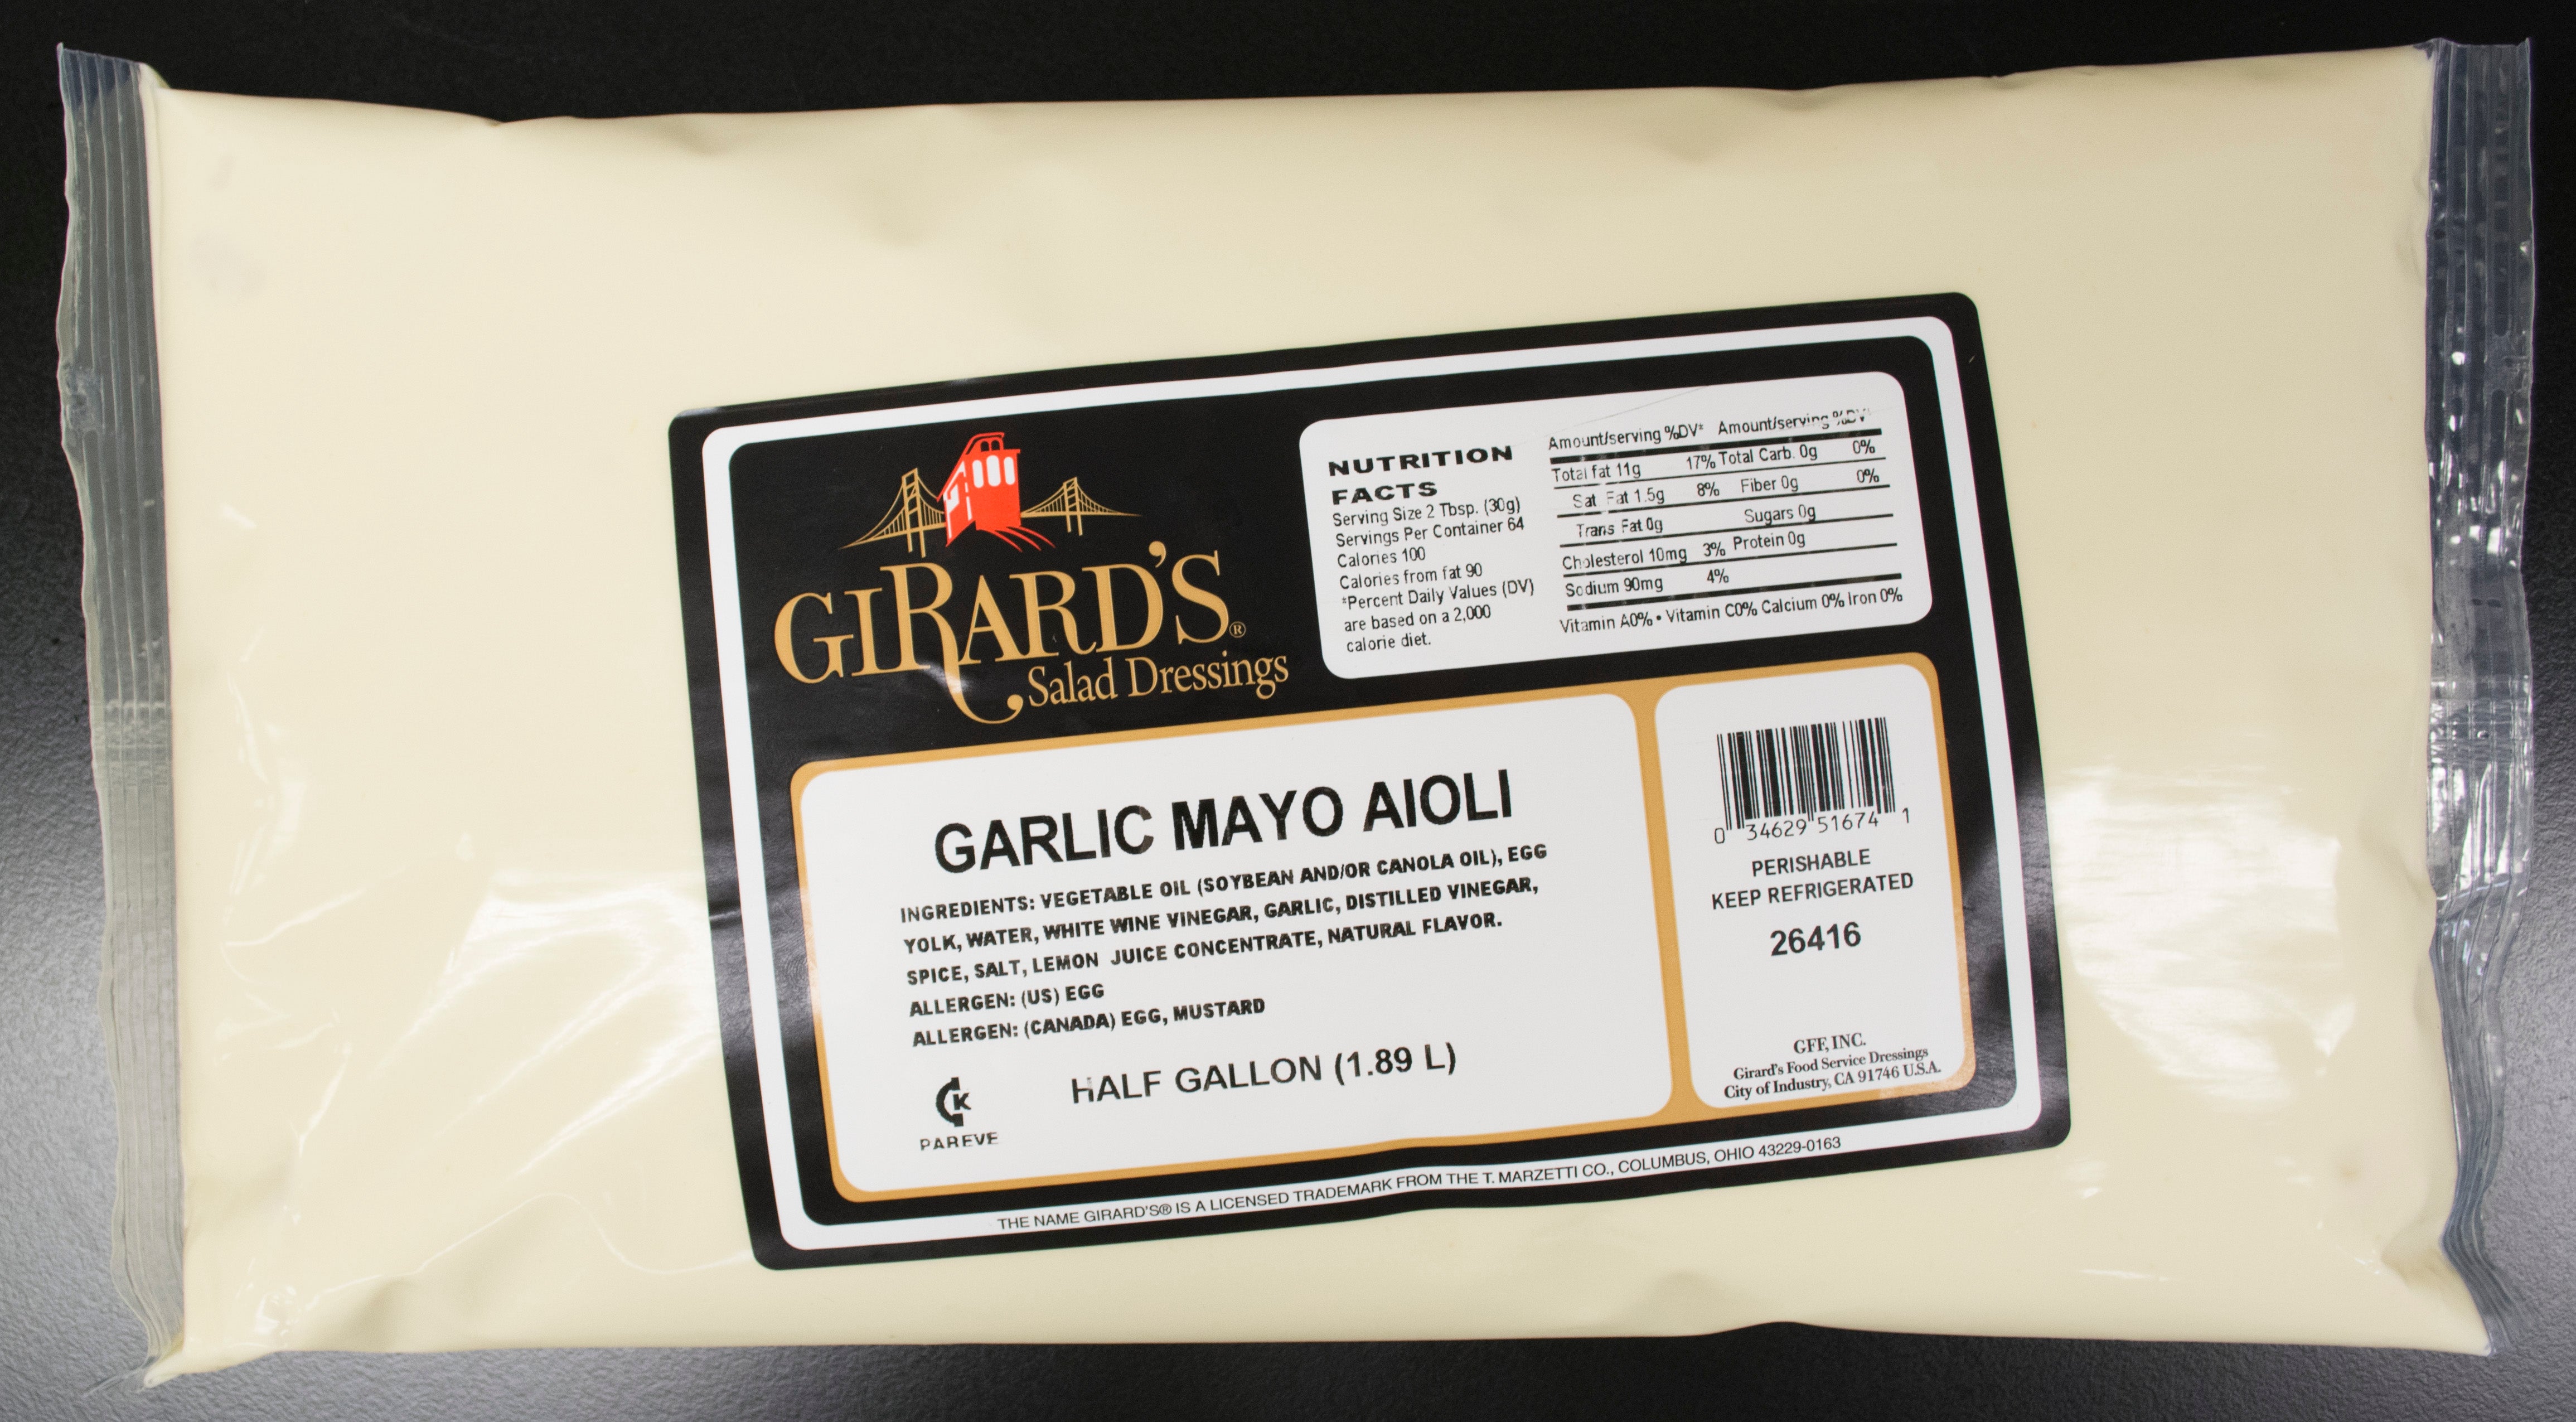 GIRARD'S®
Salad Dressings
NUTRITION
FACTS
Serving Size 2 Tbsp. (30g)
Servings Per Container 64
Calories 100
Calories from fat 90
*Percent Daily Values (DV)
are based on a 2,000
calorie diet.
Amount/serving %DV* Amount/serving %DV*
Total fat 11g 17% Total Carb. 0g 0%
Sat Fat 1.5g 8% Fiber 0g 0%
Trans Fat 0g Sugars 0g
Cholesterol 10mg 3% Protein 0g
Sodium 90mg 4%
Vitamin A0% • Vitamin C0% Calcium 0% Iron 0%
GARLIC MAYO AIOLI
INGREDIENTS: VEGETABLE OIL (SOYBEAN AND/OR CANOLA OIL), EGG
YOLK, WATER, WHITE WINE VINEGAR, GARLIC, DISTILLED VINEGAR,
SPICE, SALT, LEMON JUICE CONCENTRATE, NATURAL FLAVOR.
ALLERGEN: (US) EGG
ALLERGEN: (CANADA) EGG, MUSTARD
K
PAREVE
HALF GALLON (1.89 L)
0 34629 51674 1
PERISHABLE
KEEP REFRIGERATED
26416
GFF, INC.
Girard's Food Service Dressings
City of Industry, CA 91746 U.S.A.
THE NAME GIRARD'S® IS A LICENSED TRADEMARK FROM THE T. MARZETTI CO., COLUMBUS, OHIO 43229-0163